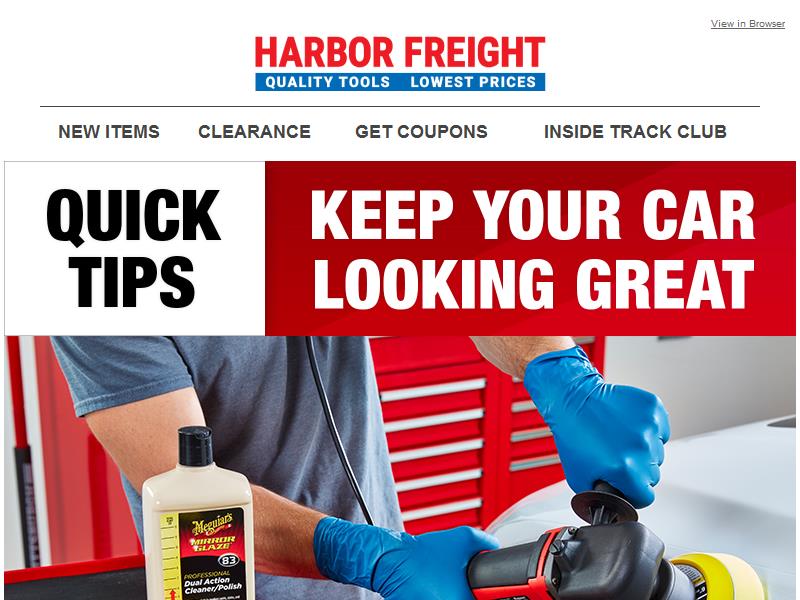 View in Browser
HARBOR FREIGHT
QUALITY TOOLS LOWEST PRICES
NEW ITEMS CLEARANCE GET COUPONS INSIDE TRACK CLUB
QUICK
TIPS
KEEP YOUR CAR
LOOKING GREAT
Meguiar's
MIRROR
GLAZE
83
PROFESSIONAL
Dual Action
Cleaner/Polish